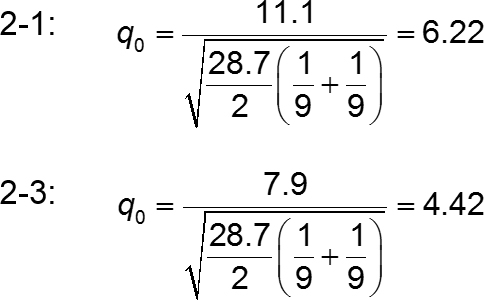 2-1: q₀ = 11.1 / √(28.7/2 (1/9 + 1/9)) = 6.22
2-3: q₀ = 7.9 / √(28.7/2 (1/9 + 1/9)) = 4.42